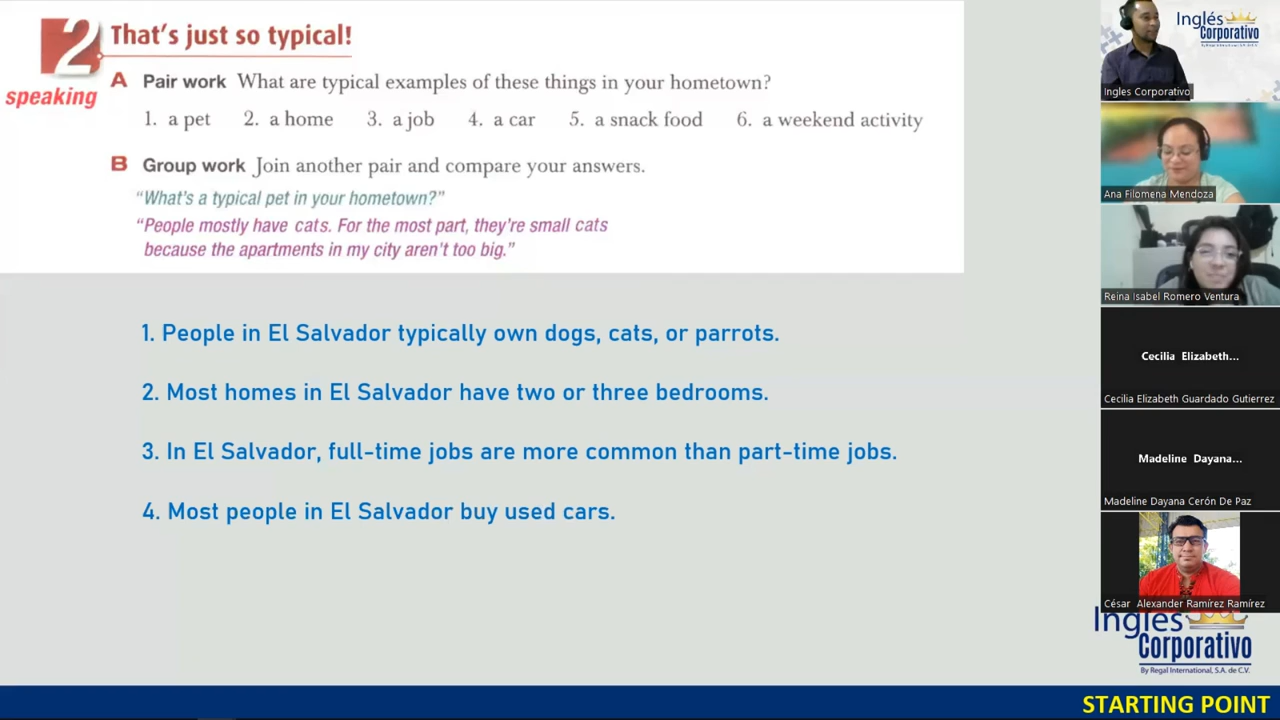 2
speaking
That's just so typical!
A Pair work What are typical examples of these things in your hometown?
1. a pet 2. a home 3. a job 4. a car 5. a snack food 6. a weekend activity
B Group work Join another pair and compare your answers.
"What's a typical pet in your hometown?"
"People mostly have cats. For the most part, they're small cats
because the apartments in my city aren't too big."
1. People in El Salvador typically own dogs, cats, or parrots.
2. Most homes in El Salvador have two or three bedrooms.
3. In El Salvador, full-time jobs are more common than part-time jobs.
4. Most people in El Salvador buy used cars.
Inglés
Corporativo
Ingles Corporativo
Ana Filomena Mendoza
Reina Isabel Romero Ventura
Cecilia Elizabeth...
Cecilia Elizabeth Guardado Gutierrez
Madeline Dayana...
Madeline Dayana Cerón De Paz
César Alexander Ramírez Ramírez
Inglés
Corporativo
By Regal International, S.A. de C.V.
STARTING POINT